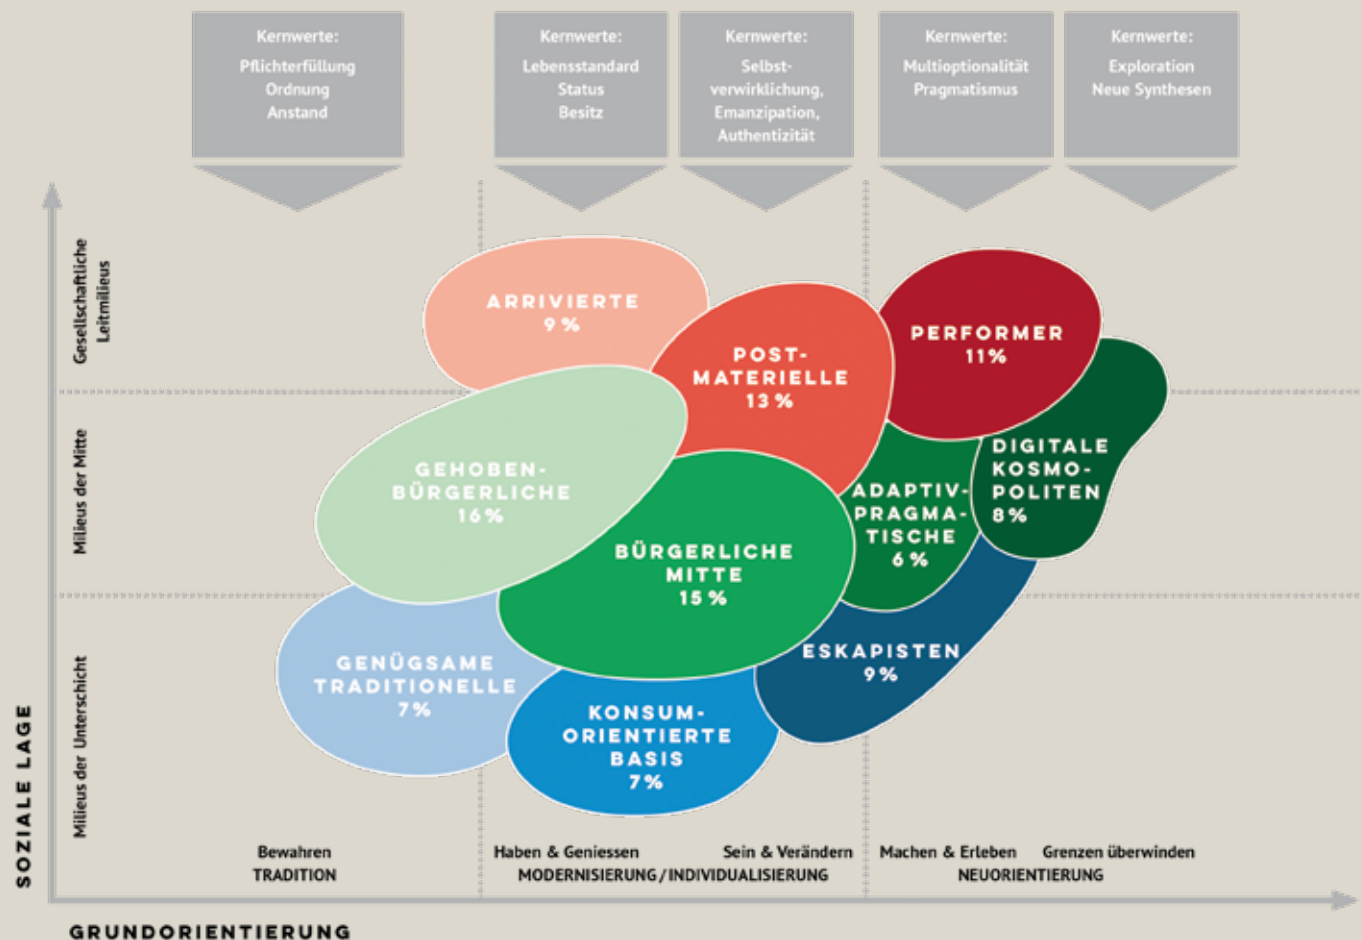 Kernwerte:
Pflichterfüllung
Ordnung
Anstand
Kernwerte:
Lebensstandard
Status
Besitz
Kernwerte:
Selbst-
verwirklichung,
Emanzipation,
Authentizität
Kernwerte:
Multioptionalität
Pragmatismus
Kernwerte:
Exploration
Neue Synthesen
SOZIALE LAGE
Gesellschaftliche
Leitmilieus
Milieus der Mitte
Milieus der Unterschicht
ARRIVIERTE
9 %
POST-
MATERIELLE
13 %
PERFORMER
11%
GEHOBEN-
BÜRGERLICHE
16 %
BÜRGERLICHE
MITTE
15 %
ADAPTIV-
PRAGMA-
TISCHE
6 %
DIGITALE
KOSMO-
POLITEN
8%
GENÜGSAME
TRADITIONELLE
7 %
KONSUM-
ORIENTIERTE
BASIS
7 %
ESKAPISTEN
9 %
Bewahren
TRADITION
Haben & Geniessen
Sein & Verändern
MODERNISIERUNG / INDIVIDUALISIERUNG
Machen & Erleben
Grenzen überwinden
NEUORIENTIERUNG
GRUNDORIENTIERUNG